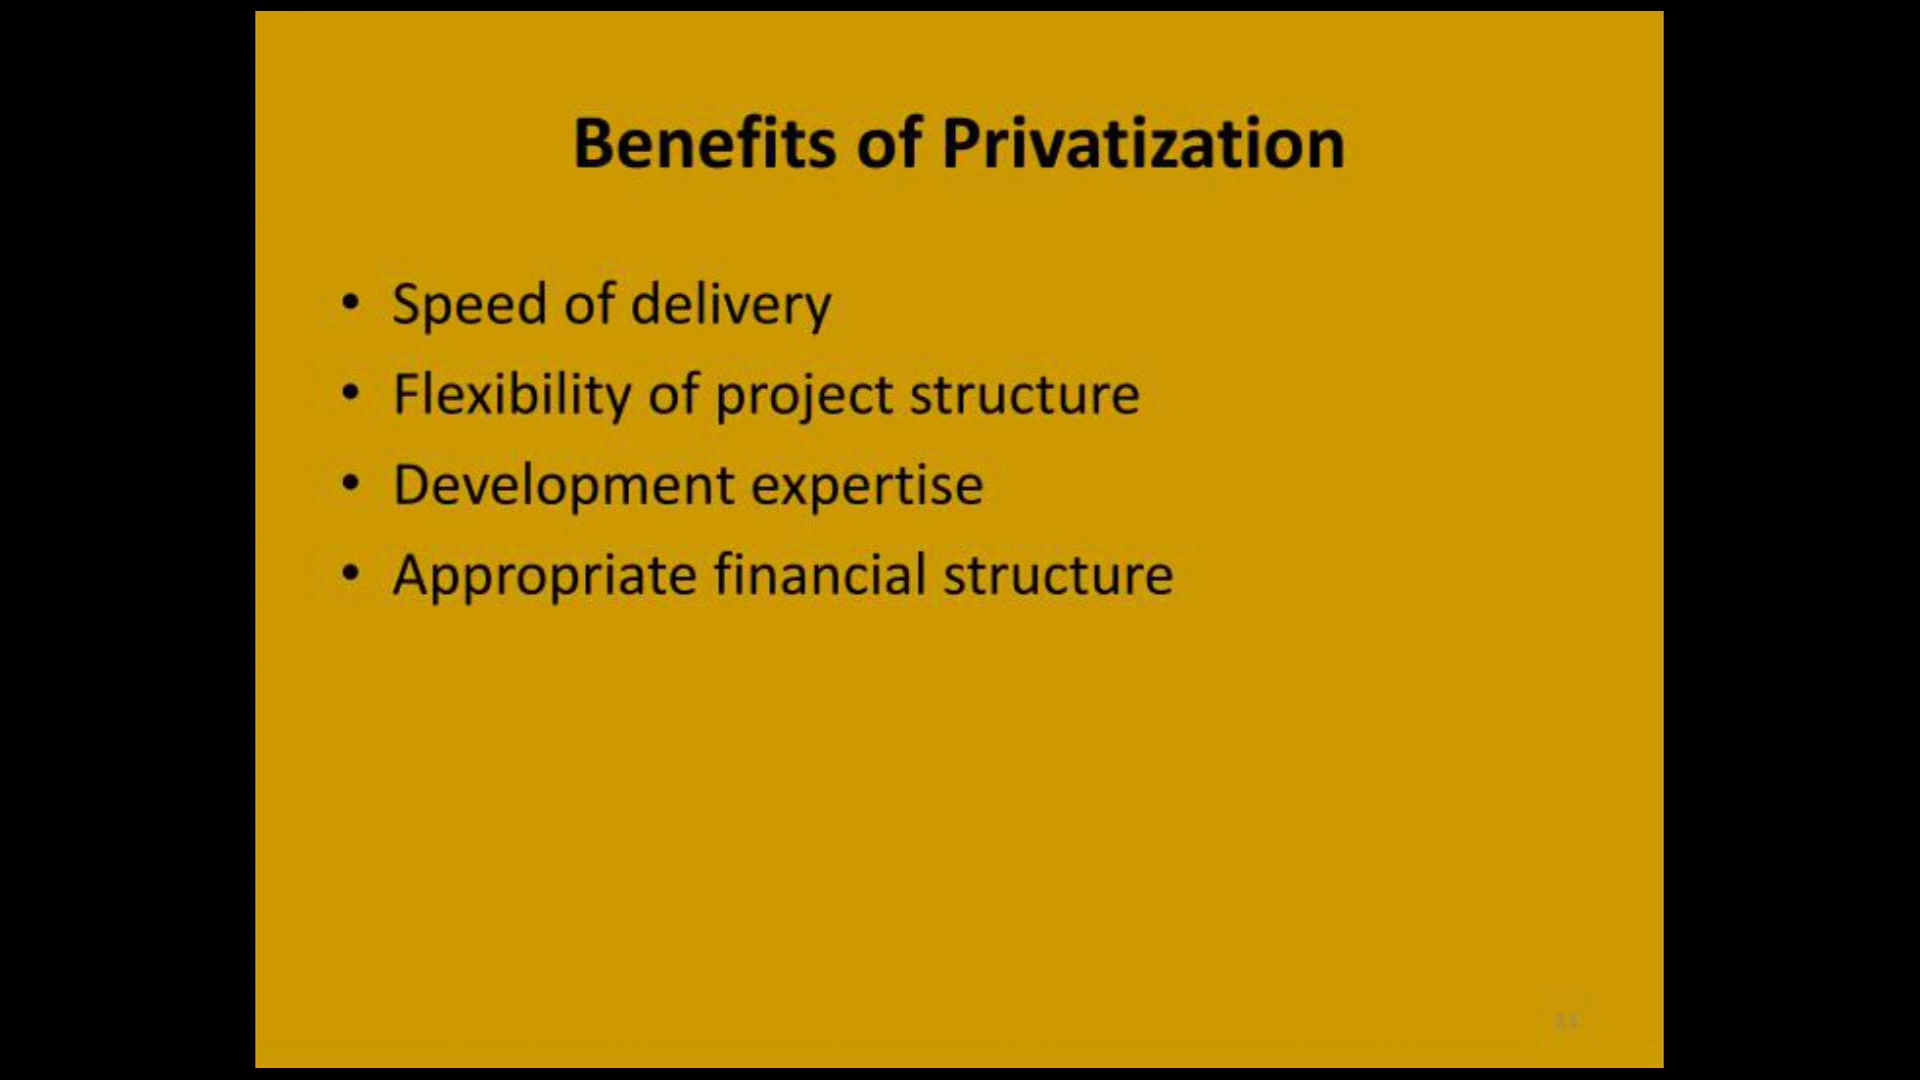 Benefits of Privatization
• Speed of delivery
• Flexibility of project structure
• Development expertise
• Appropriate financial structure